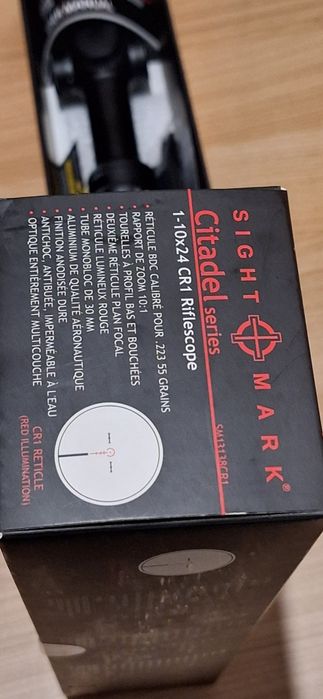 SIGHT MARK®
Citadel series
SM13138CR1
1-10x24 CR1 Riflescope
• RÉTICULE BDC CALIBRÉ POUR .223 55 GRAINS
• RAPPORT DE ZOOM 10:1
• TOURELLES À PROFIL BAS ET BOUCHÉES
• DEUXIÈME RÉTICULE PLAN FOCAL
• RÉTICULE LUMINEUX ROUGE
• TUBE MONOBLOC DE 30 MM
• ALUMINIUM DE QUALITÉ AÉRONAUTIQUE
• FINITION ANODISÉE DURE
• ANTICHOC, ANTIBUÉE, IMPERMÉABLE À L'EAU
• OPTIQUE ENTIÈREMENT MULTICOUCHE
CR1 RETICLE
(RED ILLUMINATION)